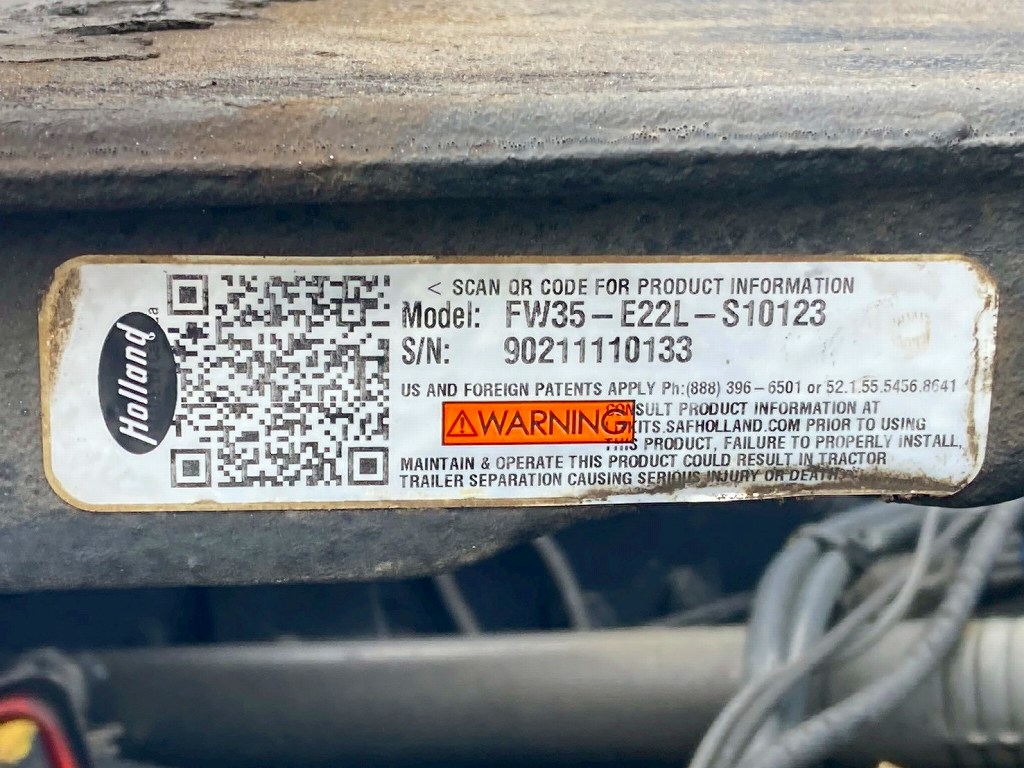 Holland
< SCAN QR CODE FOR PRODUCT INFORMATION
Model: FW35-E22L-S10123
S/N: 90211110133
US AND FOREIGN PATENTS APPLY Ph:(888) 396-6501 or 52.1.55.5456.8641
⚠WARNING
CONSULT PRODUCT INFORMATION AT
.SAFHOLLAND.COM PRIOR TO USING
THIS PRODUCT, FAILURE TO PROPERLY INSTALL,
MAINTAIN & OPERATE THIS PRODUCT COULD RESULT IN TRACTOR
TRAILER SEPARATION CAUSING SERIOUS INJURY OR DEATH